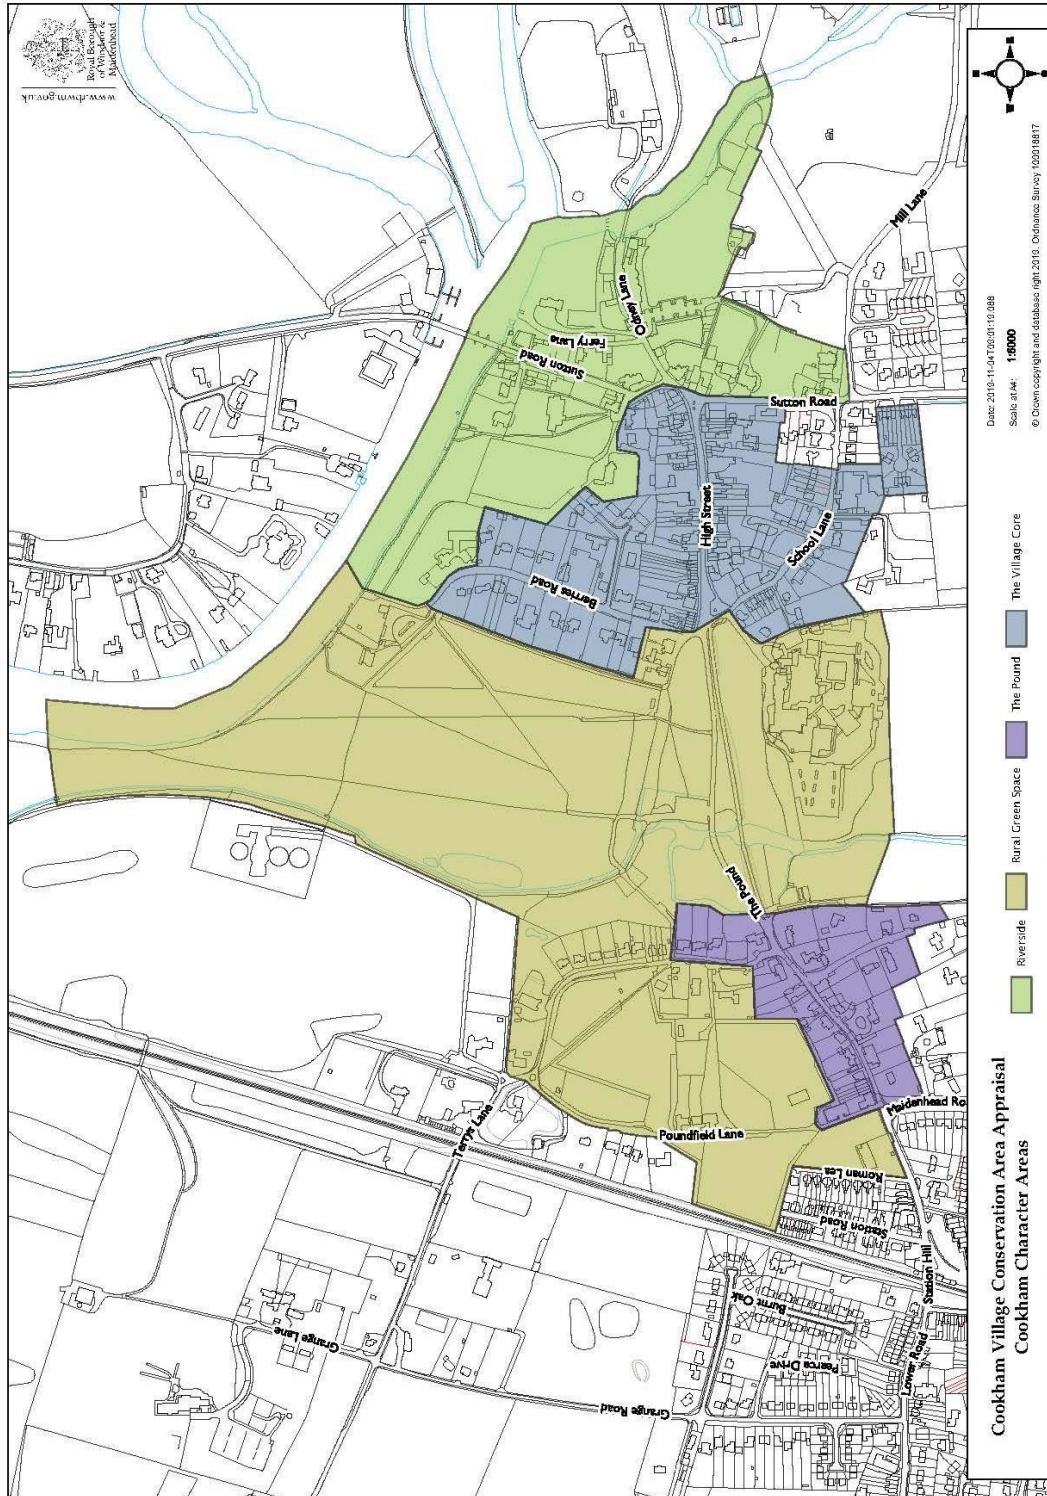 Royal Borough
of Windsor &
Maidenhead
www.rbwm.gov.uk
Mill Lane
Odney Lane
Ferry Lane
Sutton Road
Sutton Road
High Street
School Lane
Berries Road
The Pound
Terrys Lane
Poundfield Lane
Maidenhead Ro
Roman Lea
Station Road
Station Hill
Burnt Oak
Pearce Drive
Lower Road
Grange Lane
Grange Road
Cookham Village Conservation Area Appraisal
Cookham Character Areas
Riverside
Rural Green Space
The Pound
The Village Core
Scale at A4: 1:6000
© Crown copyright and database right 2019. Ordnance Survey 100018817
N
E
S
W